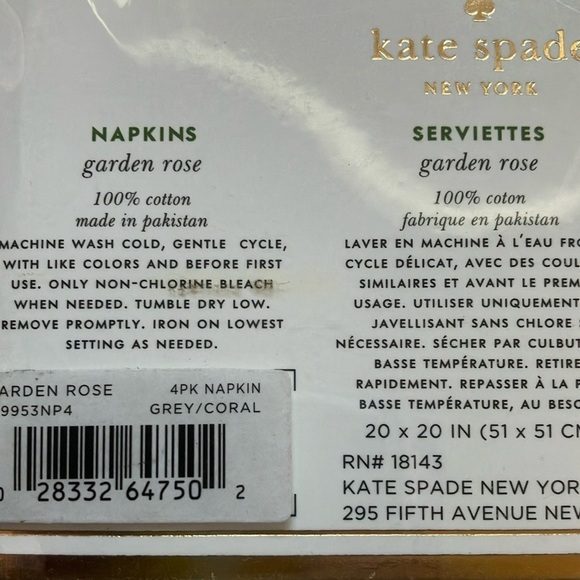 kate spade
NEW YORK
NAPKINS
garden rose
100% cotton
made in pakistan
MACHINE WASH COLD, GENTLE CYCLE,
WITH LIKE COLORS AND BEFORE FIRST
USE. ONLY NON-CHLORINE BLEACH
WHEN NEEDED. TUMBLE DRY LOW.
REMOVE PROMPTLY. IRON ON LOWEST
SETTING AS NEEDED.
SERVIETTES
garden rose
100% coton
fabrique en pakistan
LAVER EN MACHINE À L'EAU FRO
CYCLE DÉLICAT, AVEC DES COUL
SIMILAIRES ET AVANT LE PREM
USAGE. UTILISER UNIQUEMENT
JAVELLISANT SANS CHLORE S
NÉCESSAIRE. SÉCHER PAR CULBUT
BASSE TEMPÉRATURE. RETIRE
RAPIDEMENT. REPASSER À LA P
BASSE TEMPÉRATURE, AU BESO
20 x 20 IN (51 x 51 CM
RN# 18143
KATE SPADE NEW YOR
295 FIFTH AVENUE NEW
ARDEN ROSE 4PK NAPKIN
9953NP4 GREY/CORAL
0 28332 64750 2